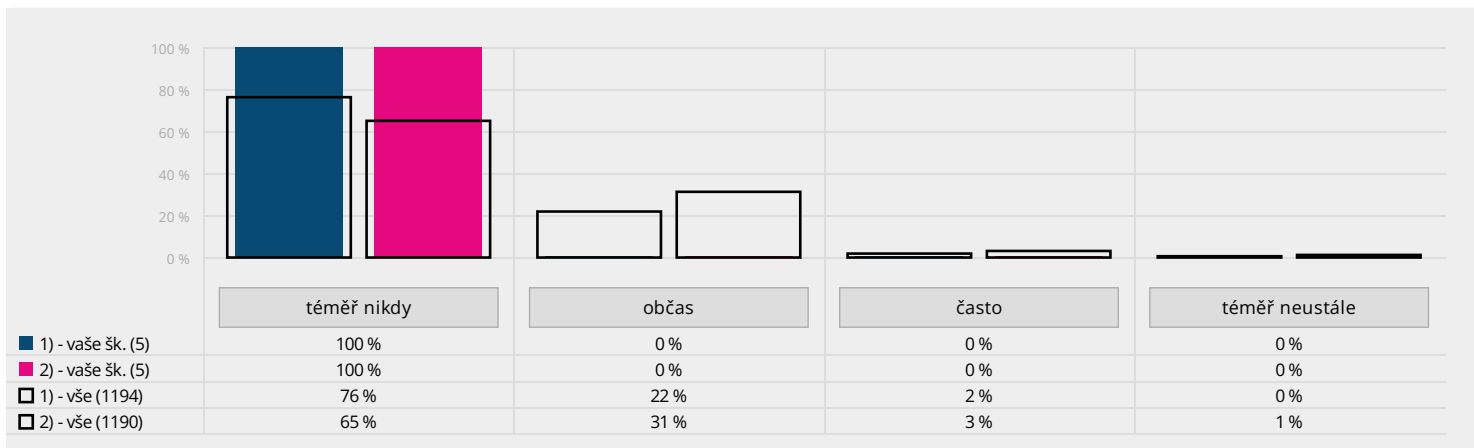 100 %
80 %
60 %
40 %
20 %
0 %
téměř nikdy občas často téměř neustále
1) - vaše šk. (5) 100 % 0 % 0 % 0 %
2) - vaše šk. (5) 100 % 0 % 0 % 0 %
1) - vše (1194) 76 % 22 % 2 % 0 %
2) - vše (1190) 65 % 31 % 3 % 1 %